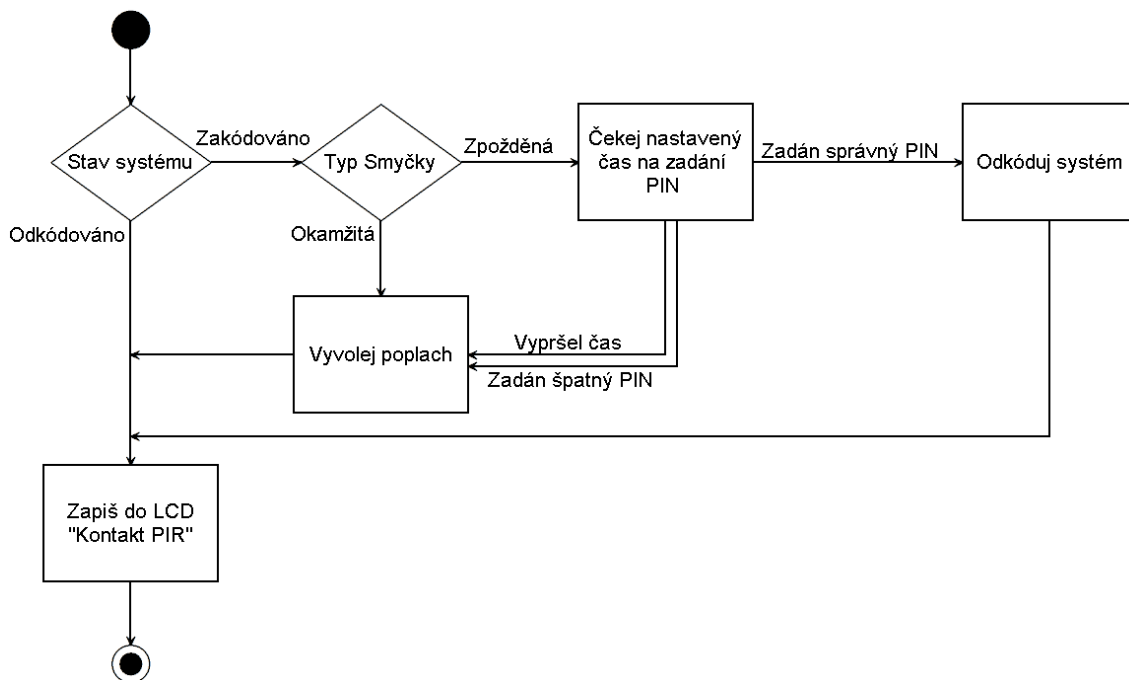 Stav systému
Zakódováno
Typ Smyčky
Zpožděná
Čekej nastavený
čas na zadání
PIN
Zadán správný PIN
Odkóduj systém
Odkódováno
Okamžitá
Vyvolej poplach
Vypršel čas
Zadán špatný PIN
Zapiš do LCD
"Kontakt PIR"